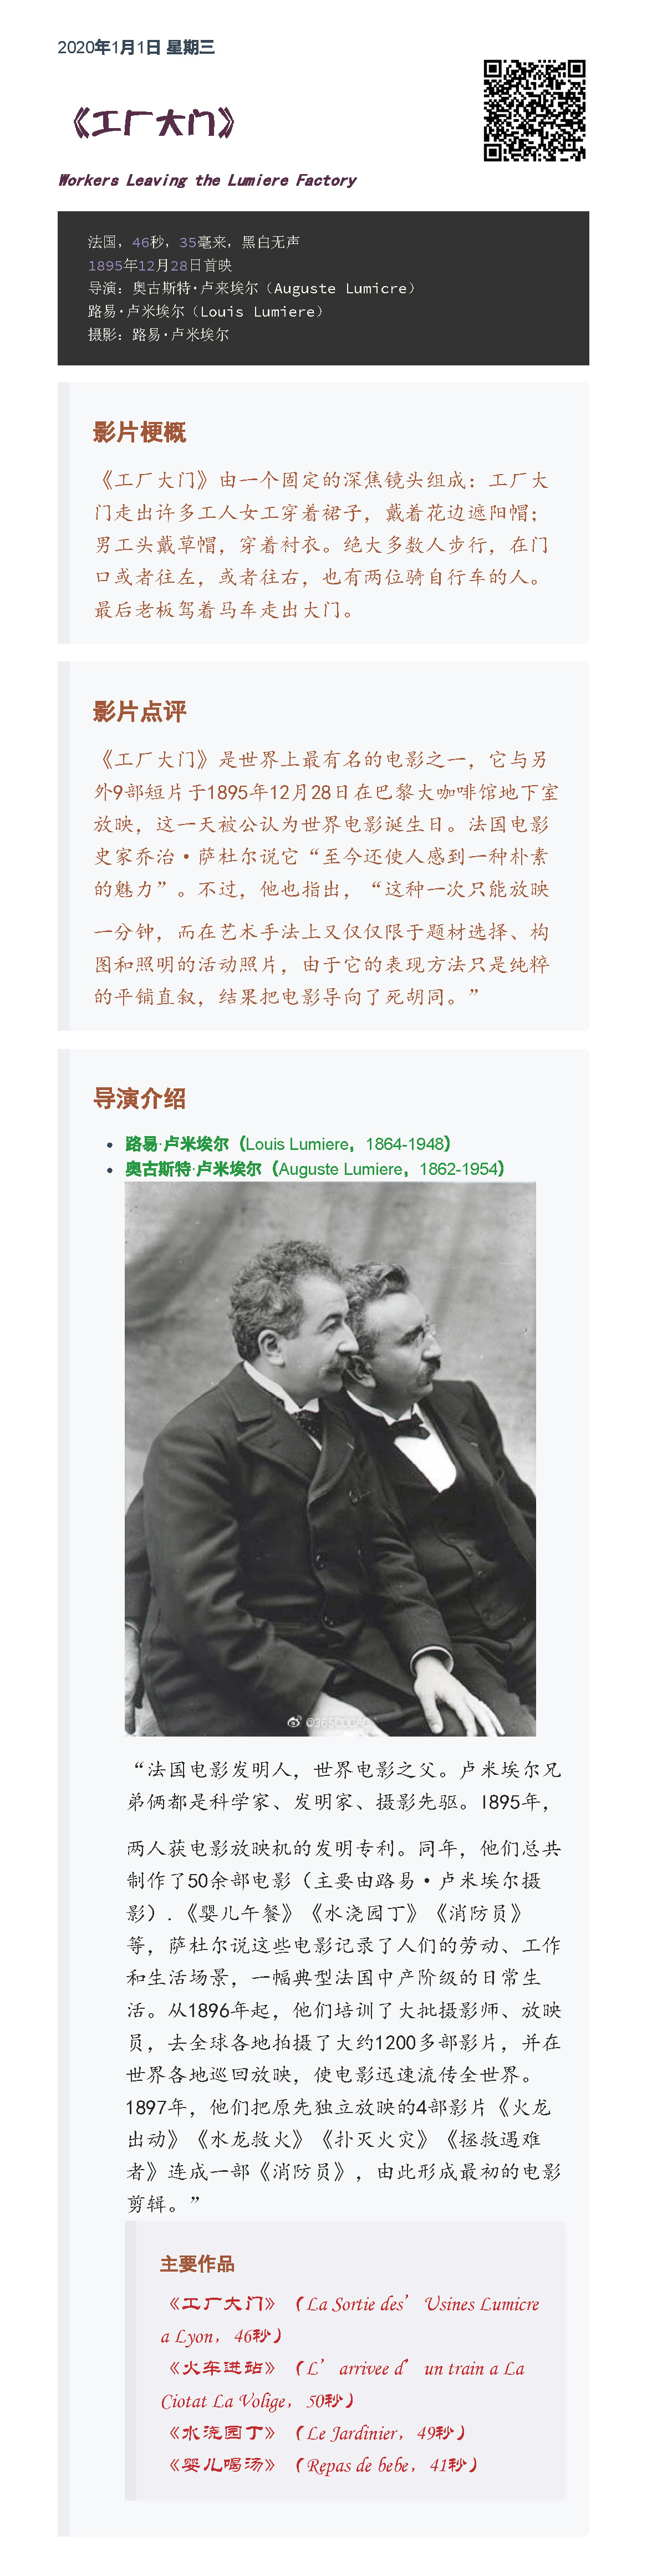 2020年1月1日 星期三
《工厂大门》
Workers Leaving the Lumiere Factory
法国，46秒，35毫来，黑白无声
1895年12月28日首映
导演：奥古斯特·卢来埃尔（Auguste Lumicre）
路易·卢米埃尔（Louis Lumiere）
摄影：路易·卢米埃尔
影片梗概
《工厂大门》由一个固定的深焦镜头组成：工厂大
门走出许多工人女工穿着裙子，戴着花边遮阳帽；
男工头戴草帽，穿着衬衣。绝大多数人步行，在门
口或者往左，或者往右，也有两位骑自行车的人。
最后老板驾着马车走出大门。
影片点评
《工厂大门》是世界上最有名的电影之一，它与另
外9部短片于1895年12月28日在巴黎大咖啡馆地下室
放映，这一天被公认为世界电影诞生日。法国电影
史家乔治·萨杜尔说它“至今还使人感到一种朴素
的魅力”。不过，他也指出，“这种一次只能放映
一分钟，而在艺术手法上又仅仅限于题材选择、构
图和照明的活动照片，由于它的表现方法只是纯粹
的平铺直叙，结果把电影导向了死胡同。”
导演介绍
• 路易·卢米埃尔（Louis Lumiere，1864-1948）
• 奥古斯特·卢米埃尔（Auguste Lumiere，1862-1954）
“法国电影发明人，世界电影之父。卢米埃尔兄
弟俩都是科学家、发明家、摄影先驱。1895年，
两人获电影放映机的发明专利。同年，他们总共
制作了50余部电影（主要由路易·卢米埃尔摄
影）.《婴儿午餐》《水浇园丁》《消防员》
等，萨杜尔说这些电影记录了人们的劳动、工作
和生活场景，一幅典型法国中产阶级的日常生
活。从1896年起，他们培训了大批摄影师、放映
员，去全球各地拍摄了大约1200多部影片，并在
世界各地巡回放映，使电影迅速流传全世界。
1897年，他们把原先独立放映的4部影片《火龙
出动》《水龙救火》《扑灭火灾》《拯救遇难
者》连成一部《消防员》，由此形成最初的电影
剪辑。”
主要作品
《工厂大门》（La Sortie des’Usines Lumicre
a Lyon，46秒）
《火车进站》（L’arrivee d’un train a La
Ciotat La Volige，50秒）
《水浇园丁》（Le Jardinier，49秒）
《婴儿喝汤》（Repas de bebe，41秒）